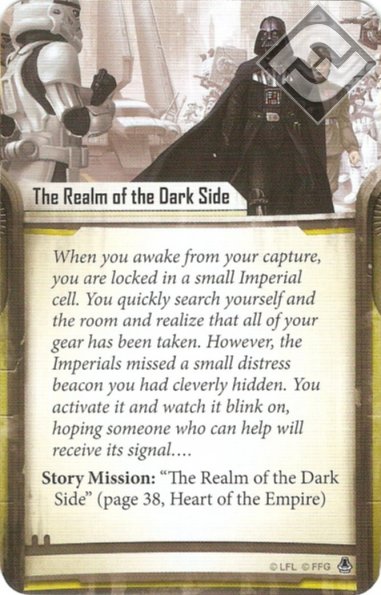 The Realm of the Dark Side
When you awake from your capture,
you are locked in a small Imperial
cell. You quickly search yourself and
the room and realize that all of your
gear has been taken. However, the
Imperials missed a small distress
beacon you had cleverly hidden. You
activate it and watch it blink on,
hoping someone who can help will
receive its signal….
Story Mission: “The Realm of the Dark
Side” (page 38, Heart of the Empire)
© LFL © FFG